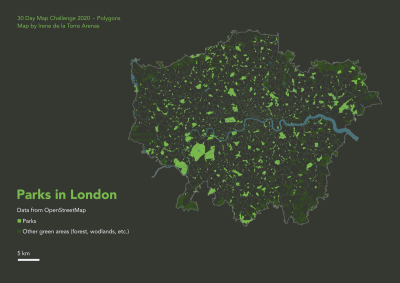 30 Day Map Challenge 2020 – Polygons
Map by Irene de la Torre Arenas
Parks in London
Data from OpenStreetMap
Parks
Other green areas (forest, wodlands, etc.)
5 km